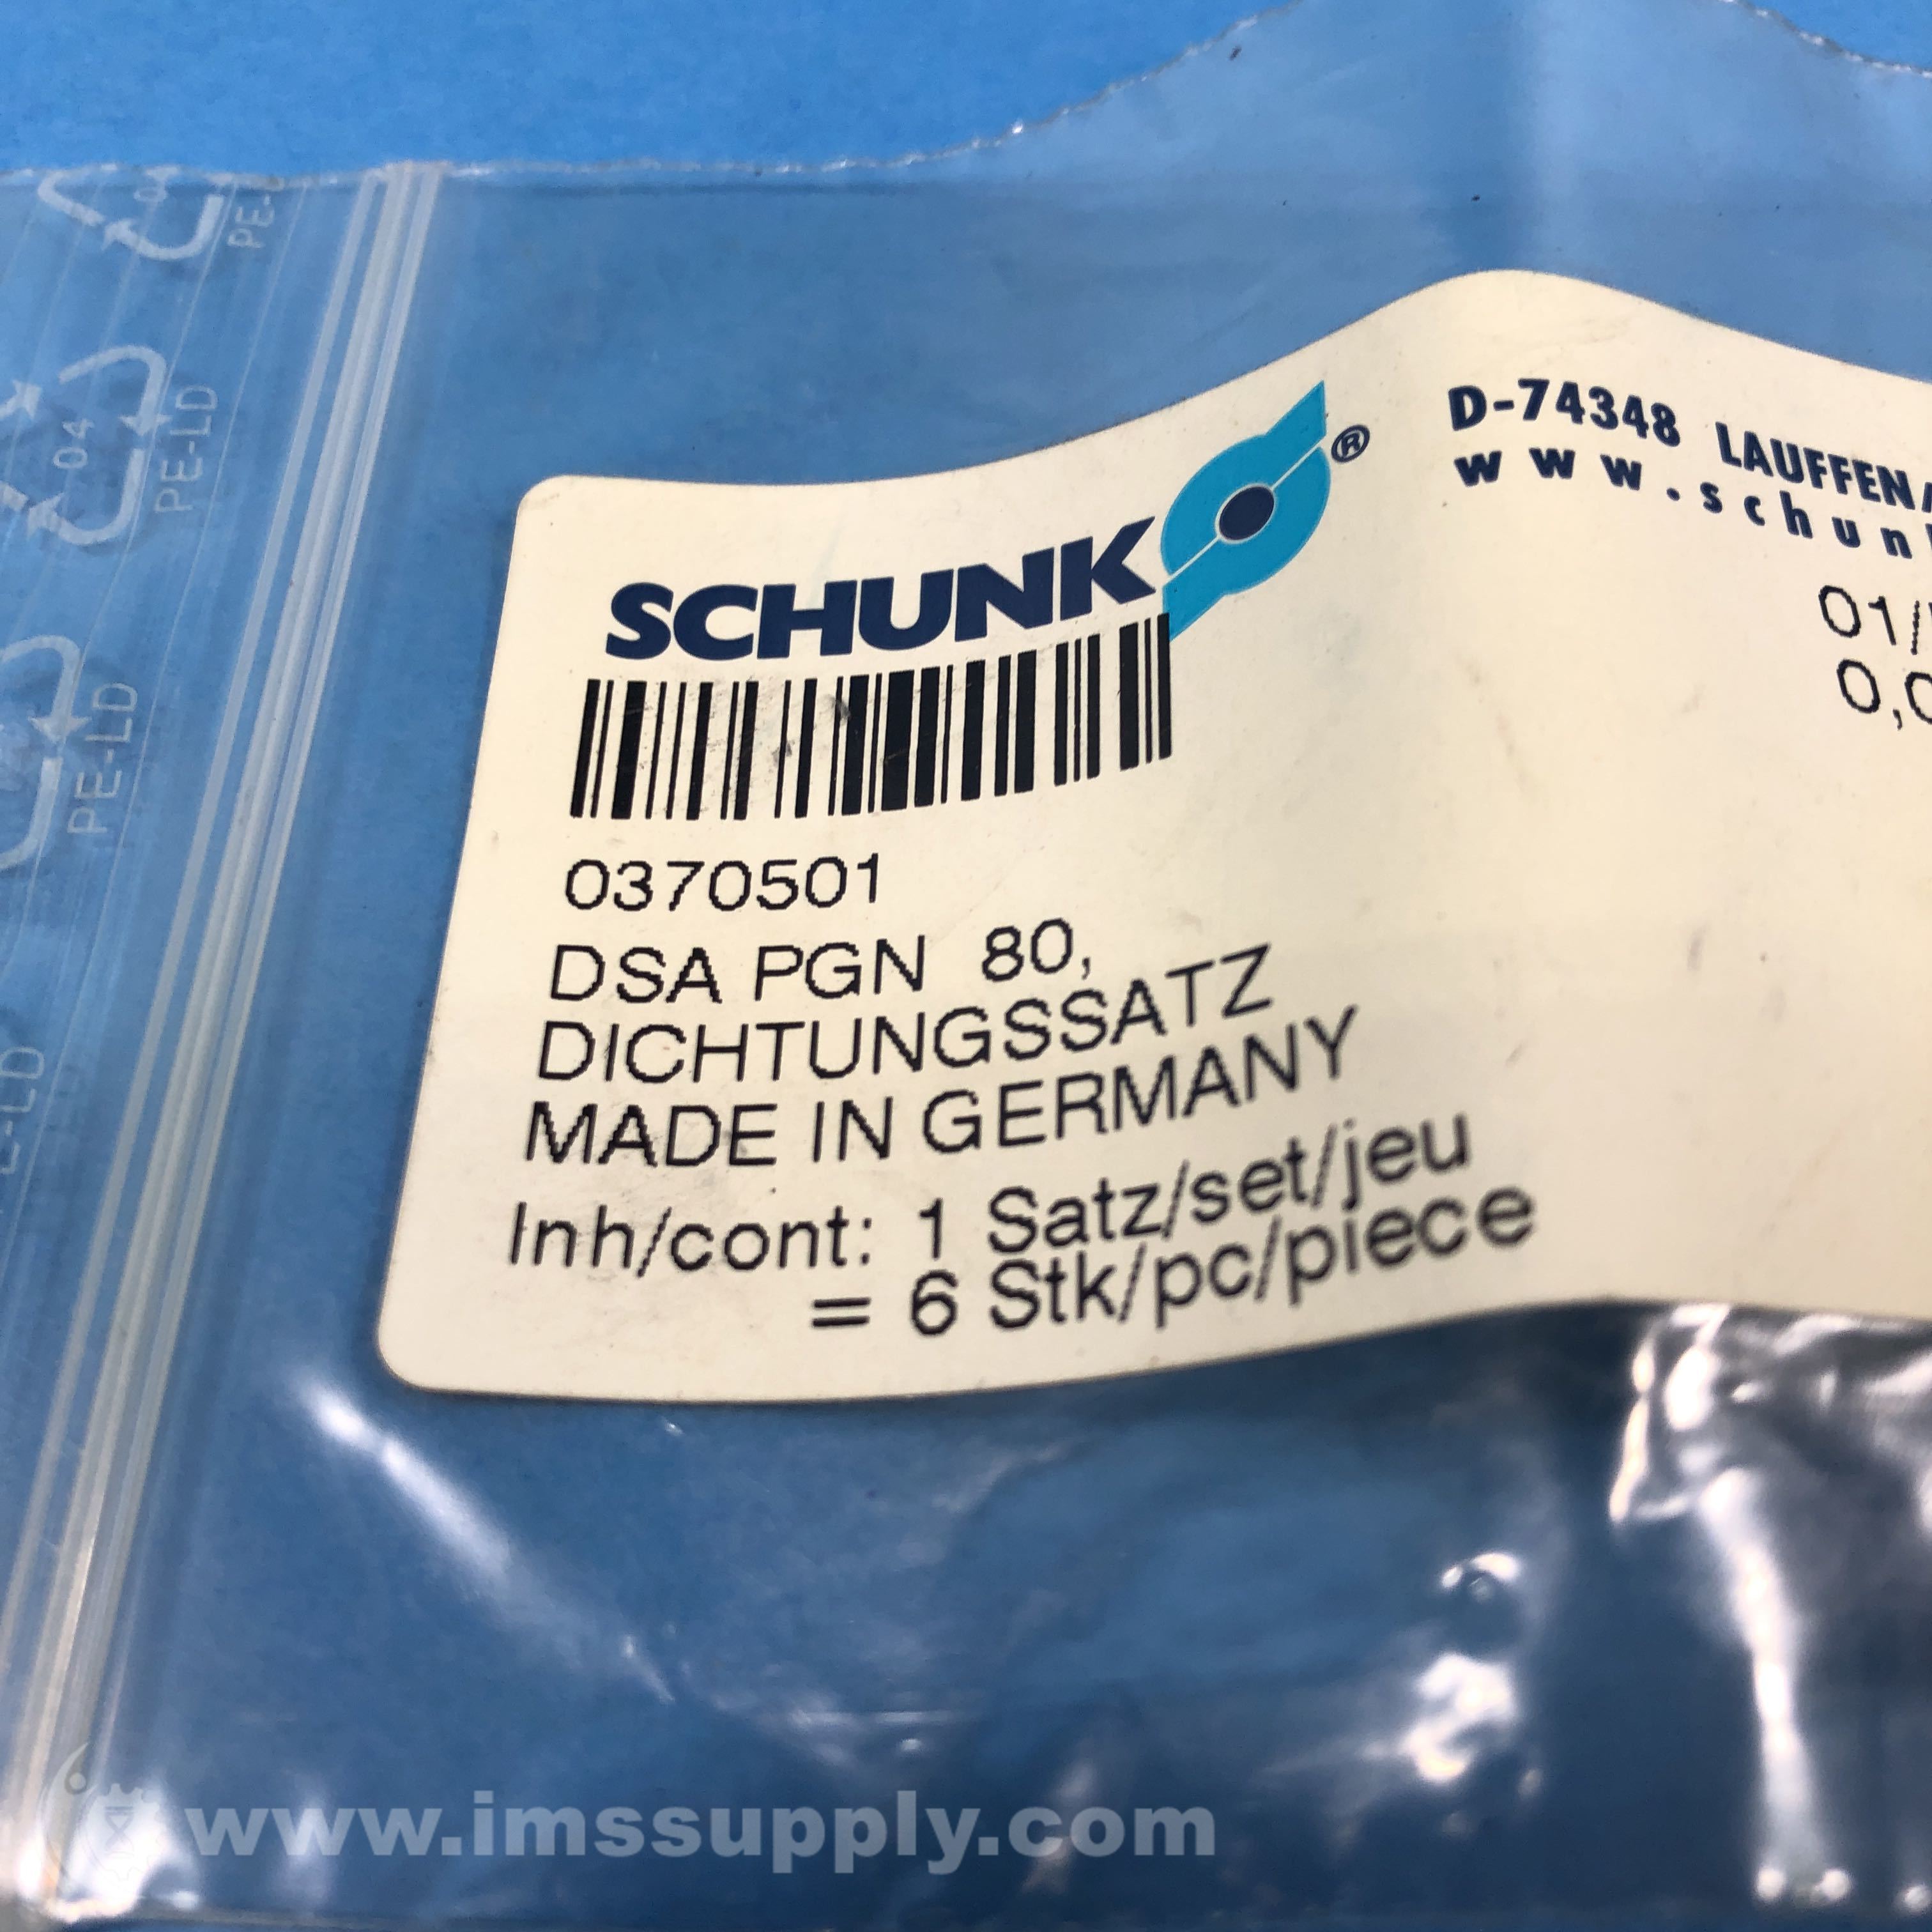 SCHUNK ®
D-74348 LAUFFEN/
www.schun
01/
0,0
0370501
DSA PGN 80,
DICHTUNGSSATZ
MADE IN GERMANY
Inh/cont: 1 Satz/set/jeu
= 6 Stk/pc/piece
PE-L
04
PE-LD
PE-LD
E-LD
www.imssupply.com